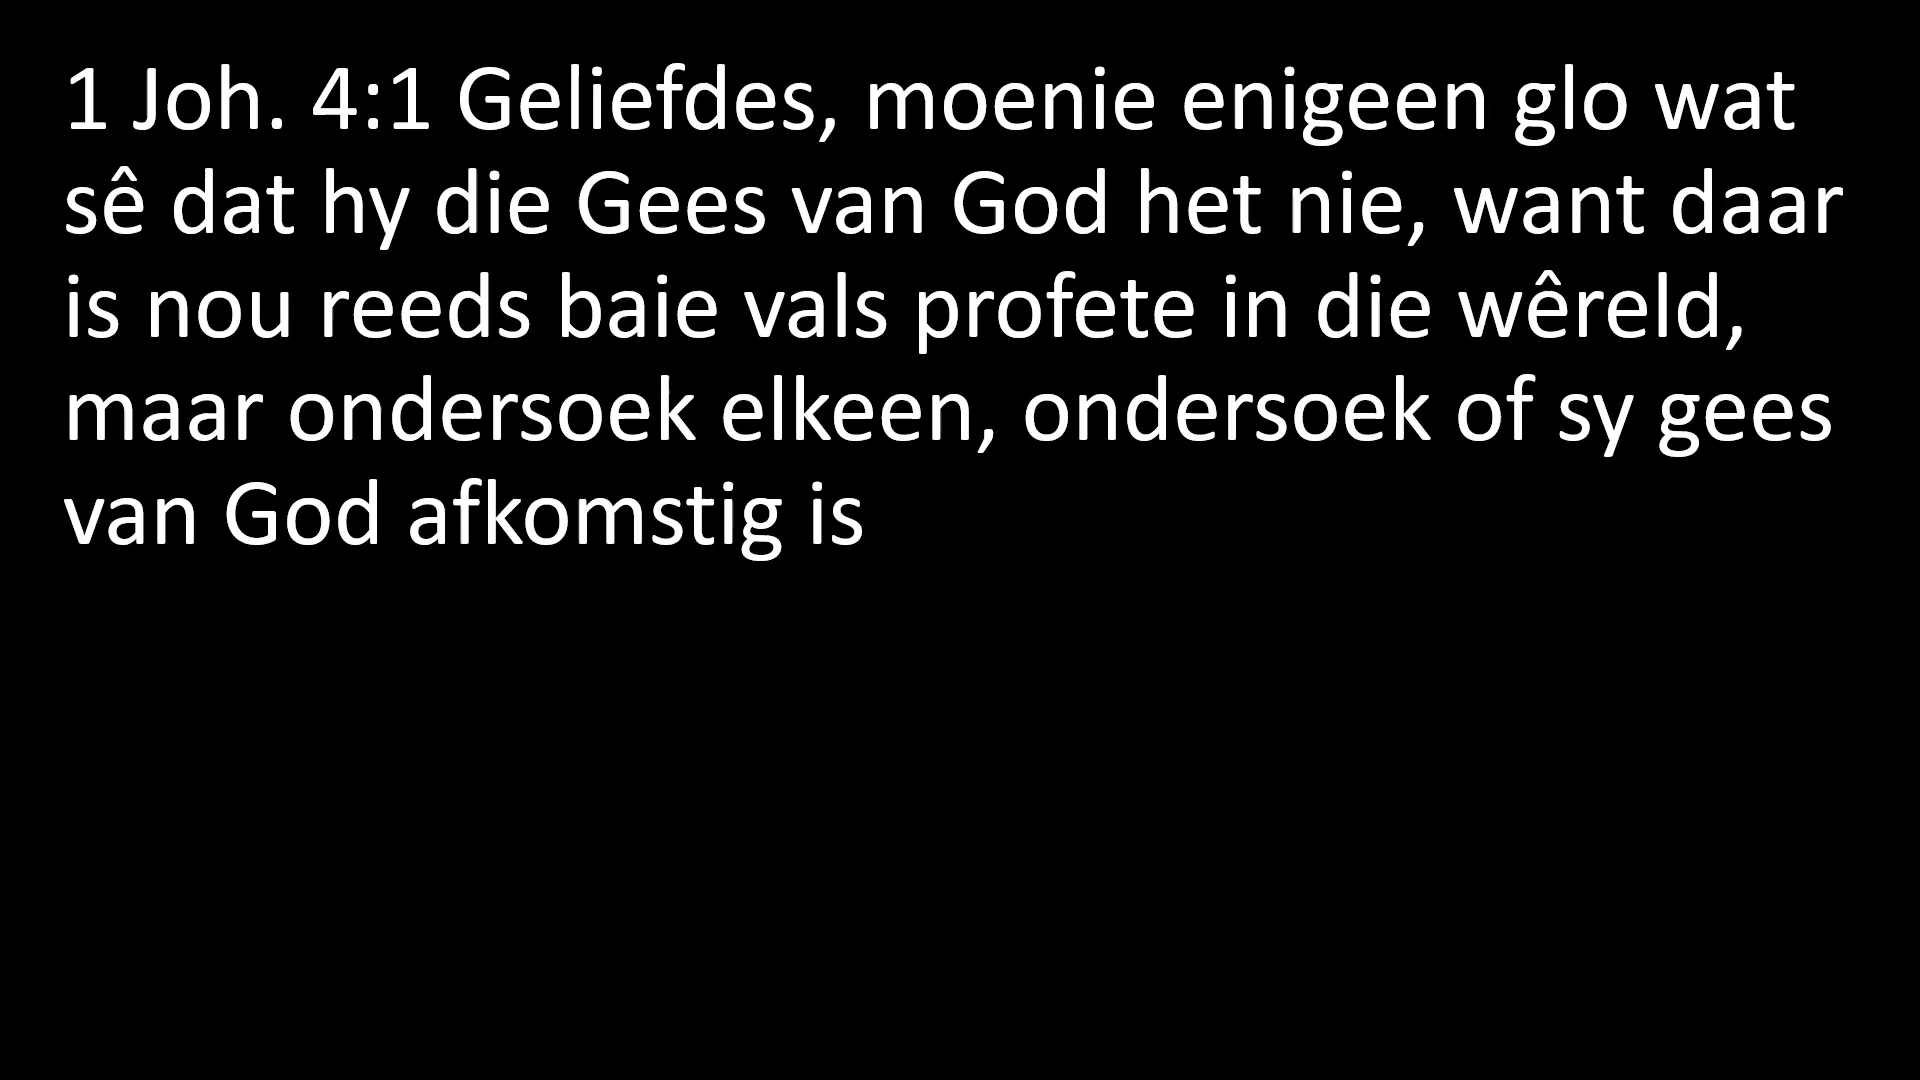 1 Joh. 4:1 Geliefdes, moenie enigeen glo wat
sê dat hy die Gees van God het nie, want daar
is nou reeds baie vals profete in die wêreld,
maar ondersoek elkeen, ondersoek of sy gees
van God afkomstig is